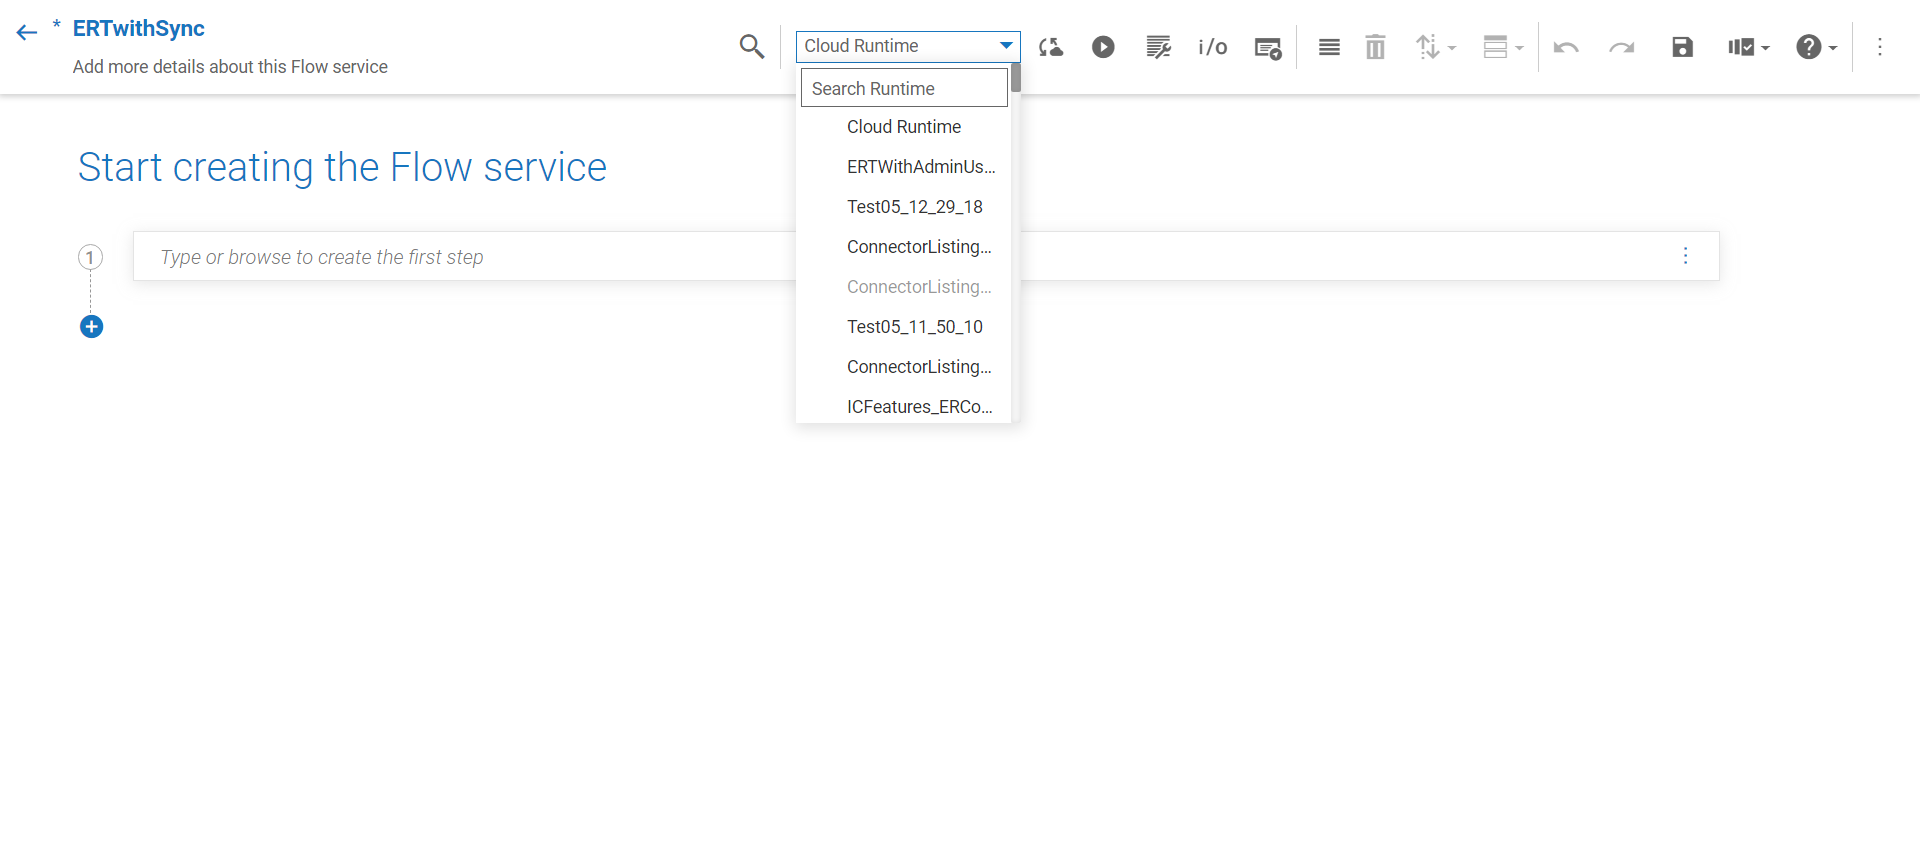 * ERTwithSync
Add more details about this Flow service
Cloud Runtime
i/o
Search Runtime
Cloud Runtime
ERTWithAdminUs...
Test05_12_29_18
ConnectorListing...
ConnectorListing...
Test05_11_50_10
ConnectorListing...
ICFeatures_ERCo...
Start creating the Flow service
1
Type or browse to create the first step